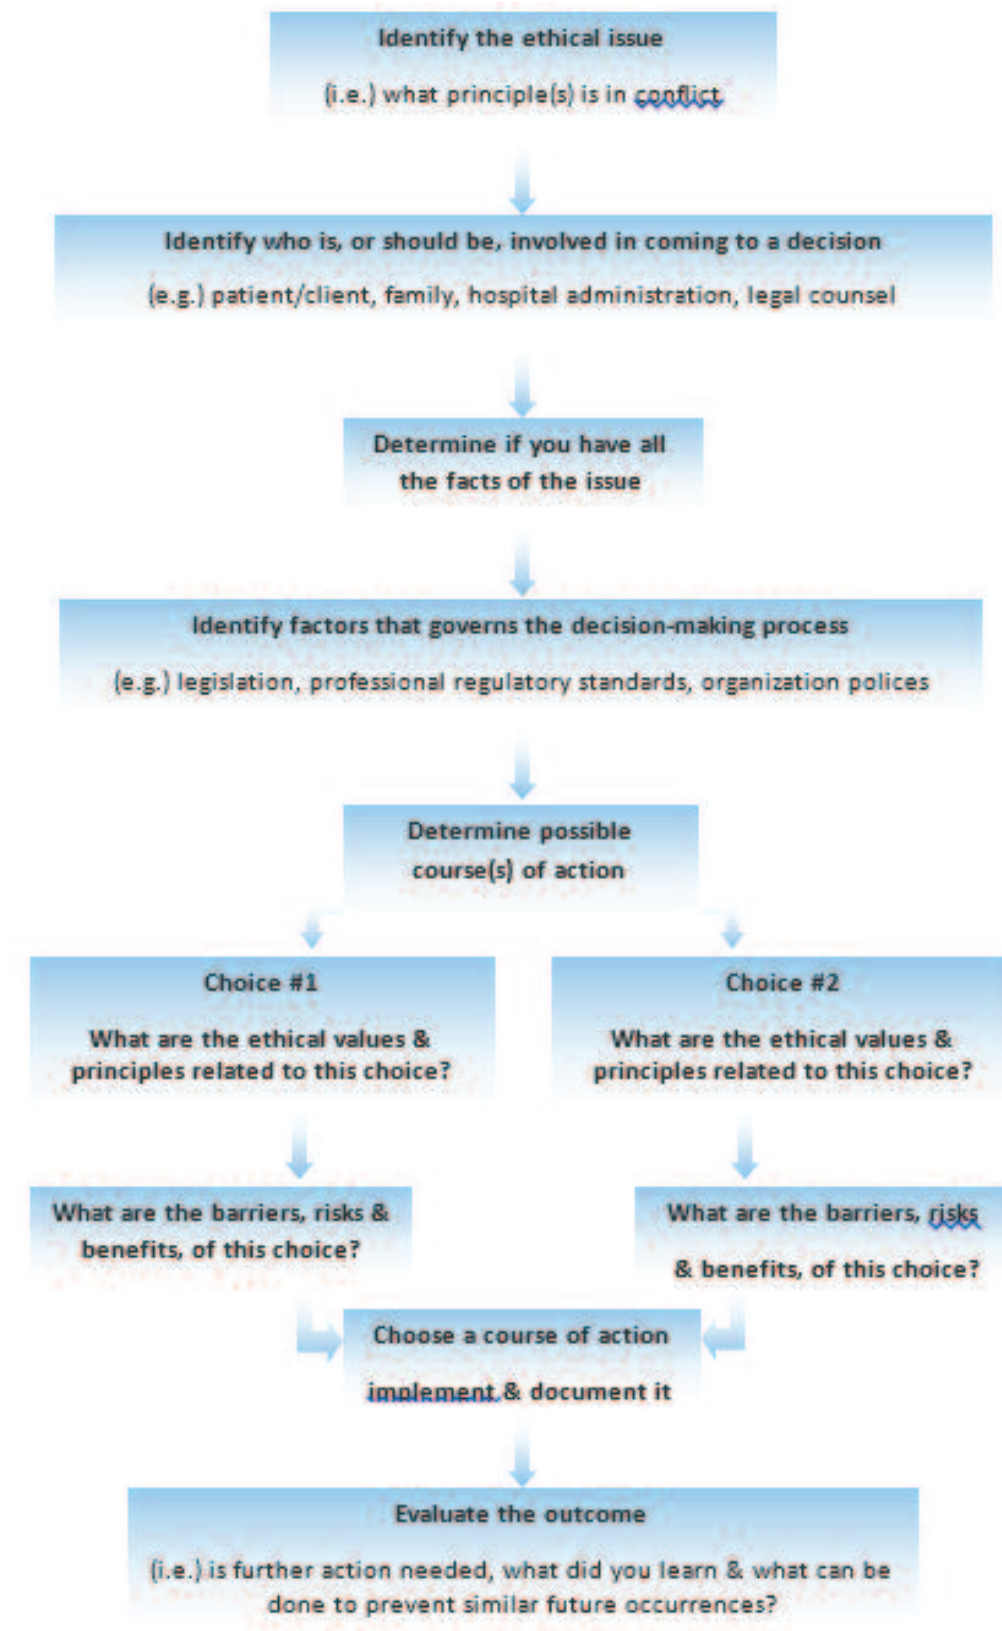 Identify the ethical issue
(i.e.) what principle(s) is in conflict
Identify who is, or should be, involved in coming to a decision
(e.g.) patient/client, family, hospital administration, legal counsel
Determine if you have all
the facts of the issue
Identify factors that governs the decision-making process
(e.g.) legislation, professional regulatory standards, organization polices
Determine possible
course(s) of action
Choice #1
What are the ethical values &
principles related to this choice?
Choice #2
What are the ethical values &
principles related to this choice?
What are the barriers, risks &
benefits, of this choice?
What are the barriers, risks
& benefits, of this choice?
Choose a course of action
implement & document it
Evaluate the outcome
(i.e.) is further action needed, what did you learn & what can be
done to prevent similar future occurrences?